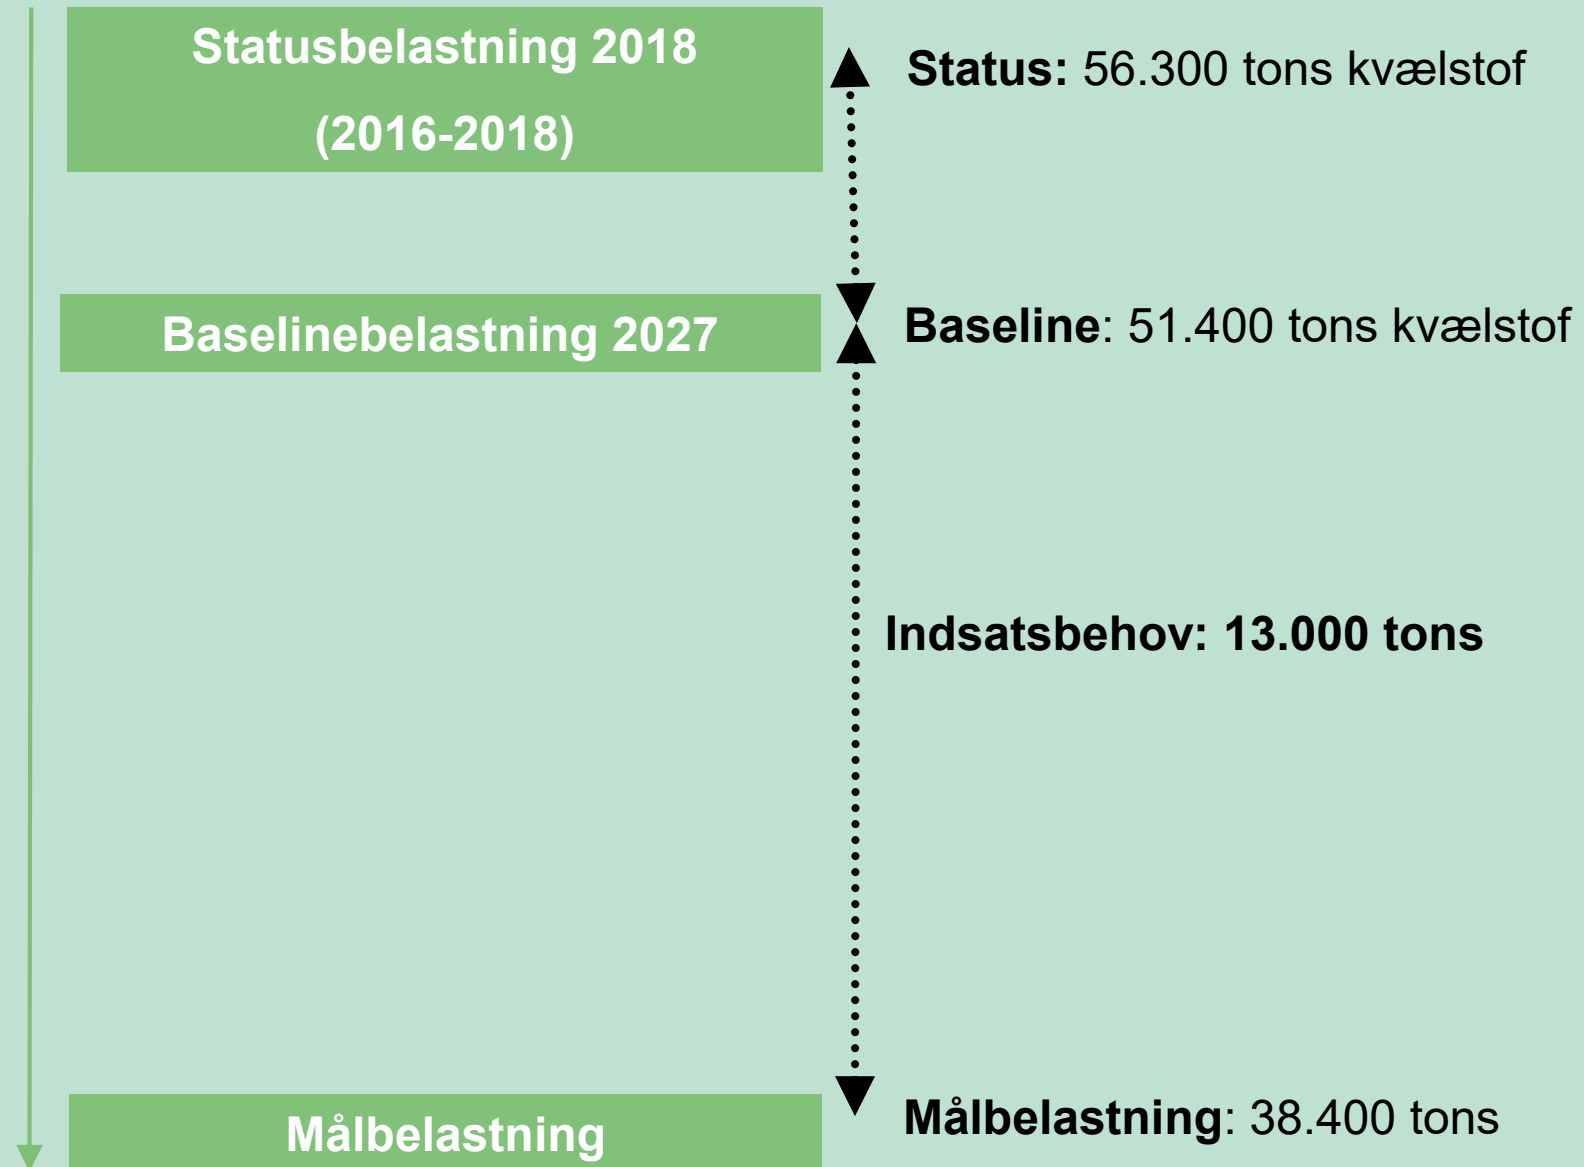 Statusbelastning 2018
(2016-2018)
Status: 56.300 tons kvælstof
Baselinebelastning 2027
Baseline: 51.400 tons kvælstof
Indsatsbehov: 13.000 tons
Målbelastning
Målbelastning: 38.400 tons